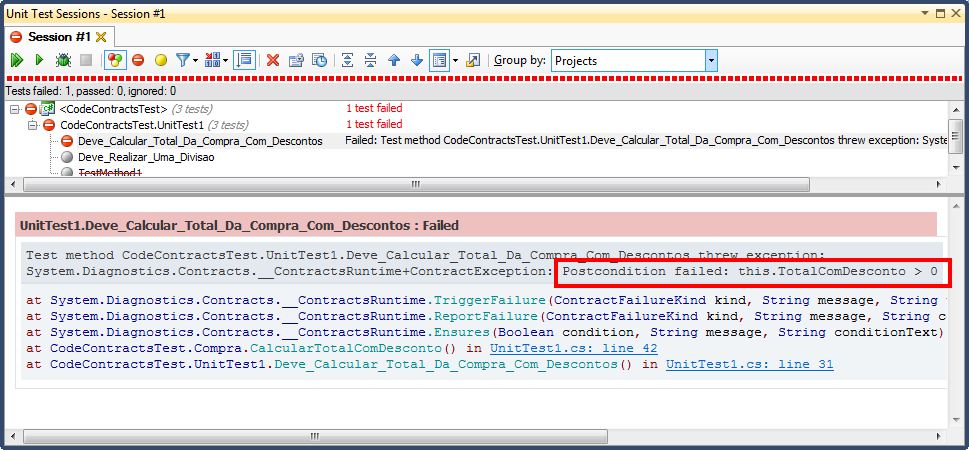 Unit Test Sessions - Session #1
Session #1
Group by: Projects
Tests failed: 1, passed: 0, ignored: 0
<CodeContractsTest> (3 tests) 1 test failed
CodeContractsTest.UnitTest1 (3 tests) 1 test failed
Deve_Calcular_Total_Da_Compra_Com_Descontos Failed: Test method CodeContractsTest.UnitTest1.Deve_Calcular_Total_Da_Compra_Com_Descontos threw exception: Syste
Deve_Realizar_Uma_Divisao
TestMethod1
UnitTest1.Deve_Calcular_Total_Da_Compra_Com_Descontos : Failed
Test method CodeContractsTest.UnitTest1.Deve_Calcular_Total_Da_Compra_Com_Descontos threw exception:
System.Diagnostics.Contracts.__ContractsRuntime+ContractException: Postcondition failed: this.TotalComDesconto > 0
at System.Diagnostics.Contracts.__ContractsRuntime.TriggerFailure(ContractFailureKind kind, String message, String
at System.Diagnostics.Contracts.__ContractsRuntime.ReportFailure(ContractFailureKind kind, String message, String c
at System.Diagnostics.Contracts.__ContractsRuntime.Ensures(Boolean condition, String message, String conditionText)
at CodeContractsTest.Compra.CalcularTotalComDesconto() in UnitTest1.cs: line 42
at CodeContractsTest.UnitTest1.Deve_Calcular_Total_Da_Compra_Com_Descontos() in UnitTest1.cs: line 31